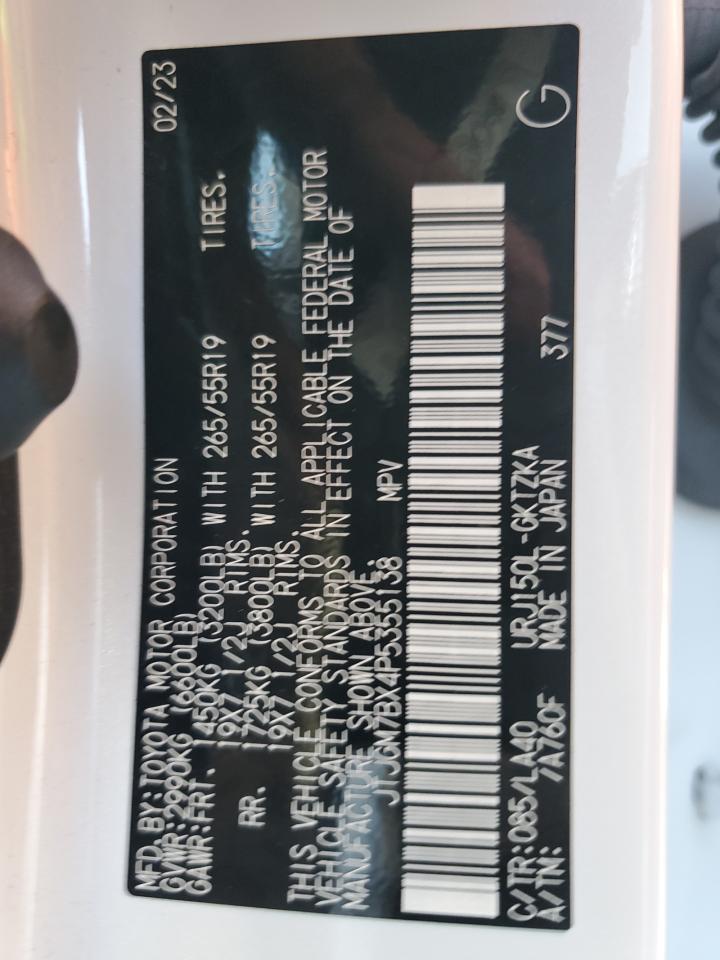 MFD. BY: TOYOTA MOTOR CORPORATION 02/23
GVWR: 2990KG (6600LB)
GAWR: FRT. 1450KG (3200LB) WITH 265/55R19 TIRES.
19X7 1/2J RIMS.
RR. 1725KG (3800LB) WITH 265/55R19 TIRES.
19X7 1/2J RIMS.
THIS VEHICLE CONFORMS TO ALL APPLICABLE FEDERAL MOTOR
VEHICLE SAFETY STANDARDS IN EFFECT ON THE DATE OF
MANUFACTURE SHOWN ABOVE.
JTJGM7BX4P5355138 MPV
C/TR: 085/LA40 URJ150L-GKTZKA
A/TM: /A760F MADE IN JAPAN 377 G